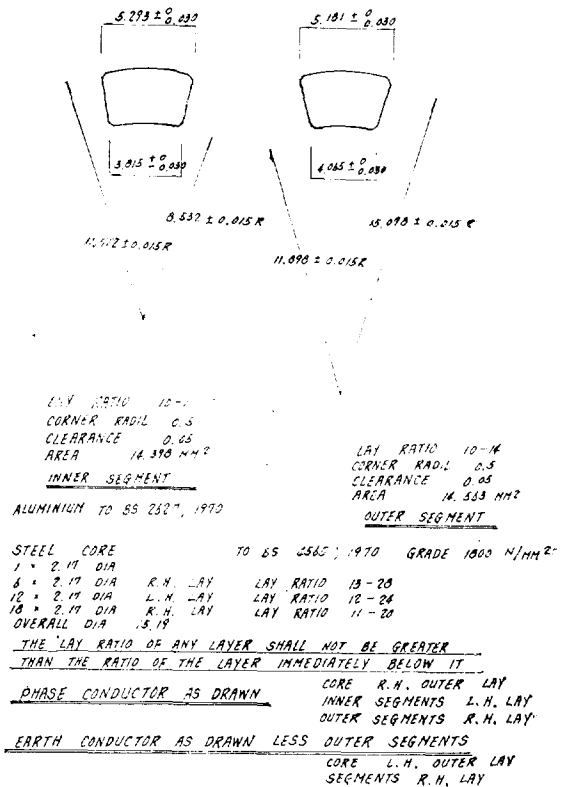 5.293 ± 0 0.030
5.181 ± 0 0.030
3.815 ± 0 0.030
4.065 ± 0 0.030
8.532 ± 0.015 R
15.098 ± 0.015 R
± 0.015 R
11.898 ± 0.015 R
LAY RATIO 10-
CORNER RADII 0.5
CLEARANCE 0.05
AREA 14.398 MM2
INNER SEGMENT
LAY RATIO 10-14
CORNER RADII 0.5
CLEARANCE 0.05
AREA 14.553 MM2
OUTER SEGMENT
ALUMINIUM TO BS 1970
STEEL CORE TO BS 4565; 1970 GRADE 1800 N/MM2
1 × 2.17 DIA
6 × 2.17 DIA R.H. LAY LAY RATIO 13-28
12 × 2.17 DIA L.H. LAY LAY RATIO 12-24
18 × 2.17 DIA R.H. LAY LAY RATIO 11-20
OVERALL DIA 15.19
THE LAY RATIO OF ANY LAYER SHALL NOT BE GREATER
THAN THE RATIO OF THE LAYER IMMEDIATELY BELOW IT
PHASE CONDUCTOR AS DRAWN
CORE R.H. OUTER LAY
INNER SEGMENTS L.H. LAY
OUTER SEGMENTS R.H. LAY
EARTH CONDUCTOR AS DRAWN LESS OUTER SEGMENTS
CORE L.H. OUTER LAY
SEGMENTS R.H. LAY